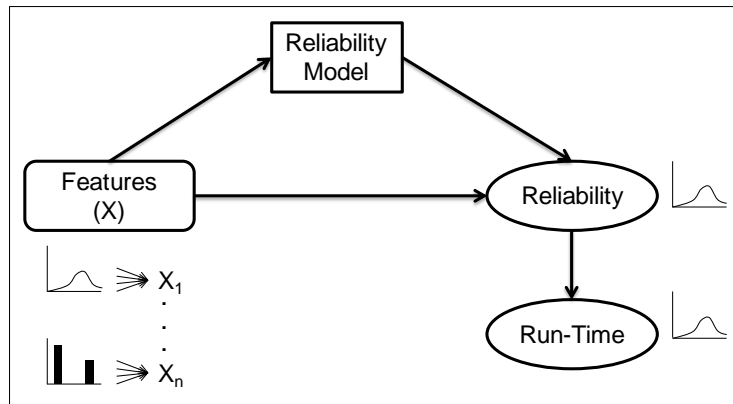 Reliability
Model
Features
(X)
Reliability
X₁
.
.
.
.
Run-Time
Xₙ